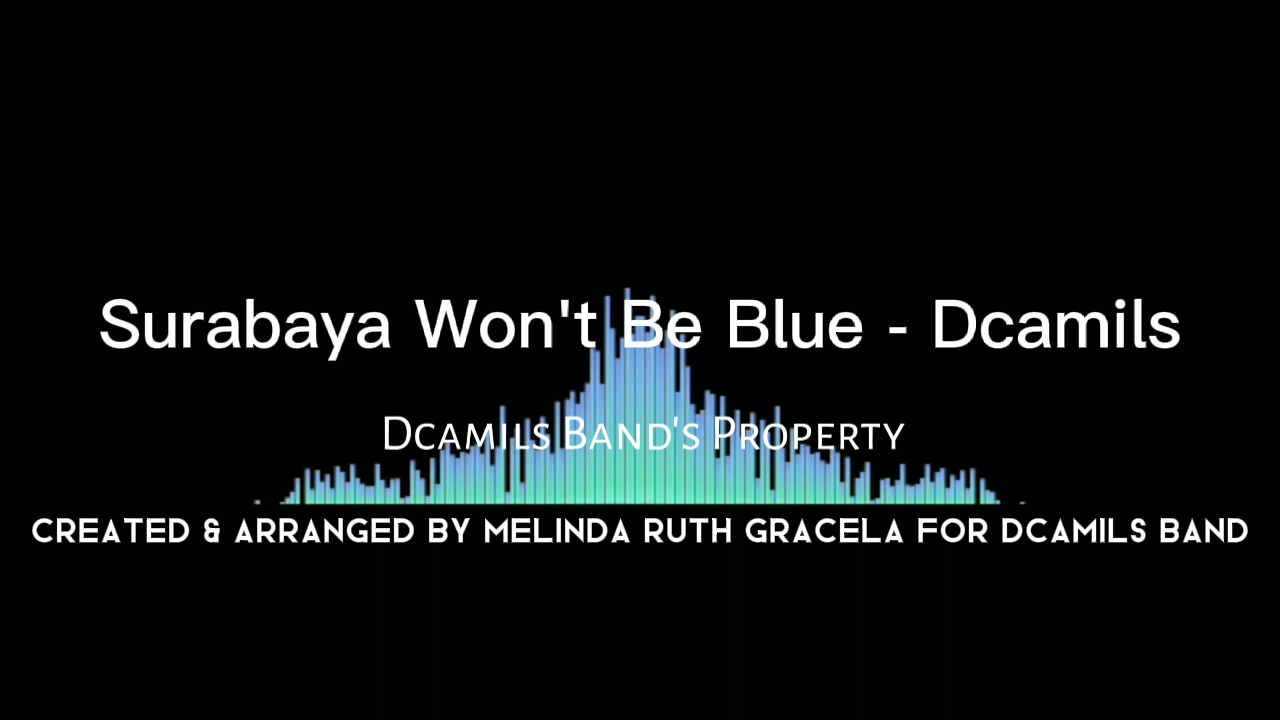 Surabaya Won't Be Blue - Dcamils
Dcamils Band's Property
CREATED & ARRANGED BY MELINDA RUTH GRACELA FOR DCAMILS BAND